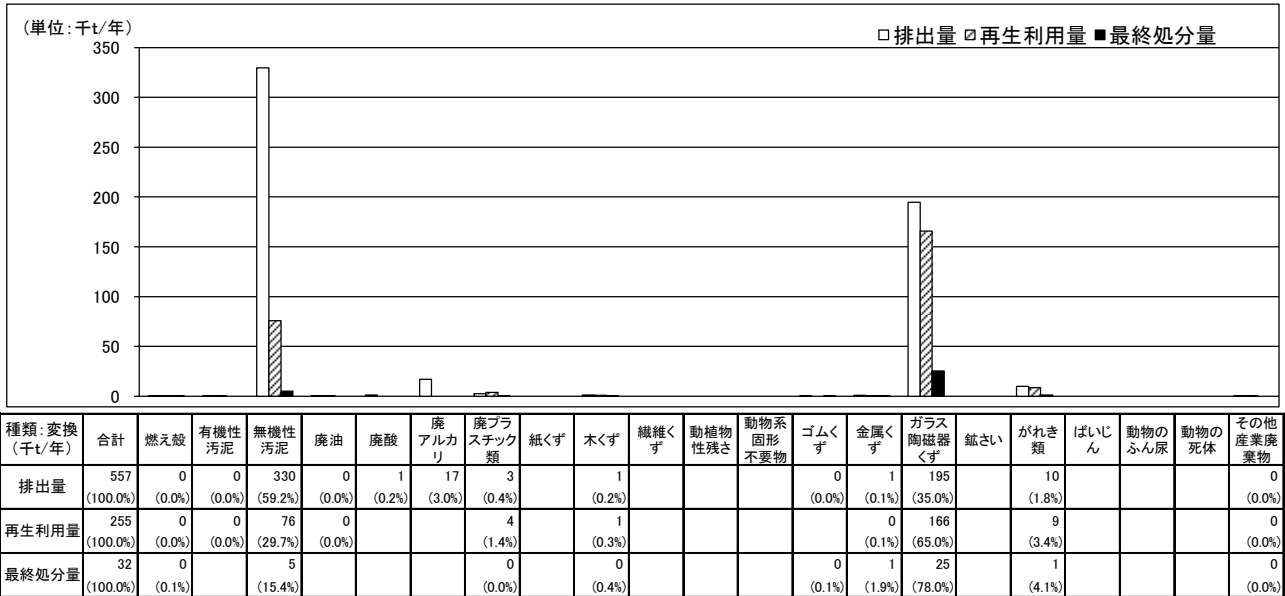 (単位:千t/年)
□排出量 再生利用量 ■最終処分量
350
300
250
200
150
100
50
0
種類:変換(千t/年) 合計 燃え殻 有機性汚泥 無機性汚泥 廃油 廃酸 廃アルカリ 廃プラスチック類 紙くず 木くず 繊維くず 動植物性残さ 動物系固形不要物 ゴムくず 金属くず ガラス陶磁器くず 鉱さい がれき類 ばいじん 動物のふん尿 動物の死体 その他産業廃棄物
排出量 557 0 0 330 0 1 17 3 1 0 1 195 10 0
(100.0%) (0.0%) (0.0%) (59.2%) (0.0%) (0.2%) (3.0%) (0.4%) (0.2%) (0.0%) (0.1%) (35.0%) (1.8%) (0.0%)
再生利用量 255 0 0 76 0 4 1 0 166 9 0
(100.0%) (0.0%) (0.0%) (29.7%) (0.0%) (1.4%) (0.3%) (0.1%) (65.0%) (3.4%) (0.0%)
最終処分量 32 0 5 0 0 0 1 25 1 0
(100.0%) (0.1%) (15.4%) (0.0%) (0.4%) (0.1%) (1.9%) (78.0%) (4.1%) (0.0%)